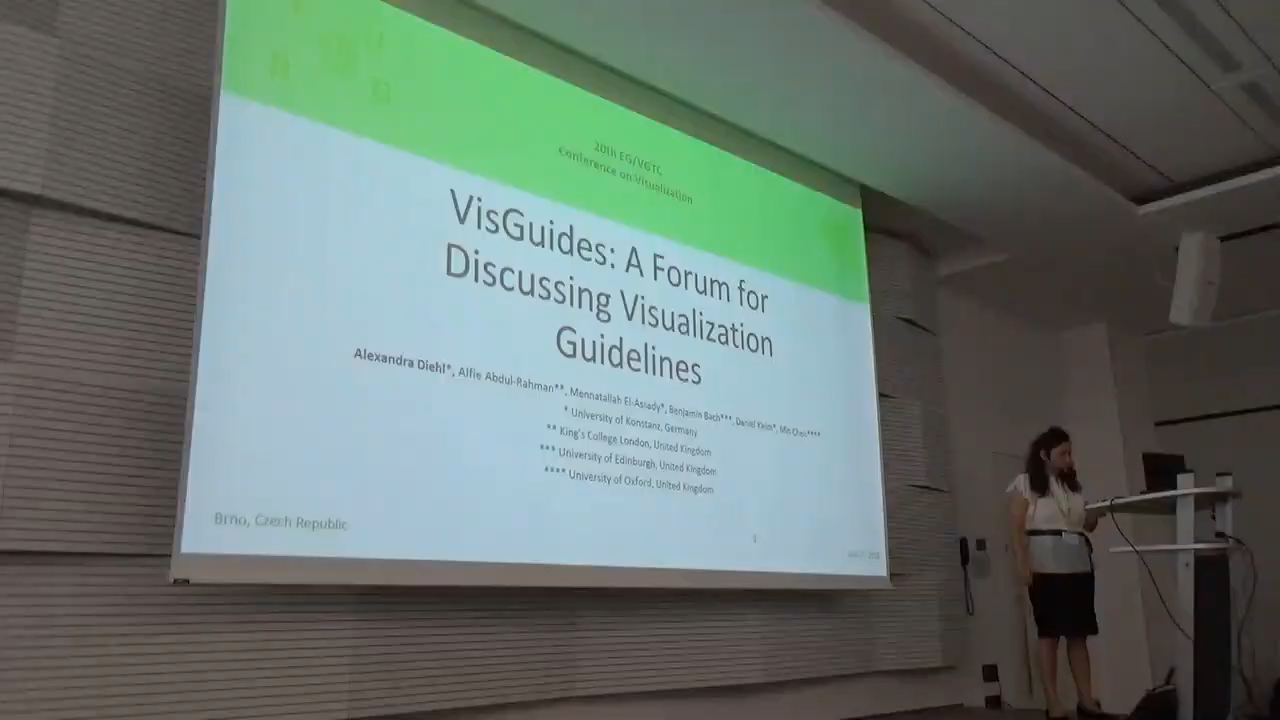 20th EG/VGTC
Conference on Visualization
VisGuides: A Forum for
Discussing Visualization
Guidelines
Alexandra Diehl*, Alfie Abdul-Rahman**, Mennatallah El-Assady*, Benjamin Bach***, Daniel Keim*, Min Chen****
* University of Konstanz, Germany
** King's College London, United Kingdom
*** University of Edinburgh, United Kingdom
**** University of Oxford, United Kingdom
Brno, Czech Republic